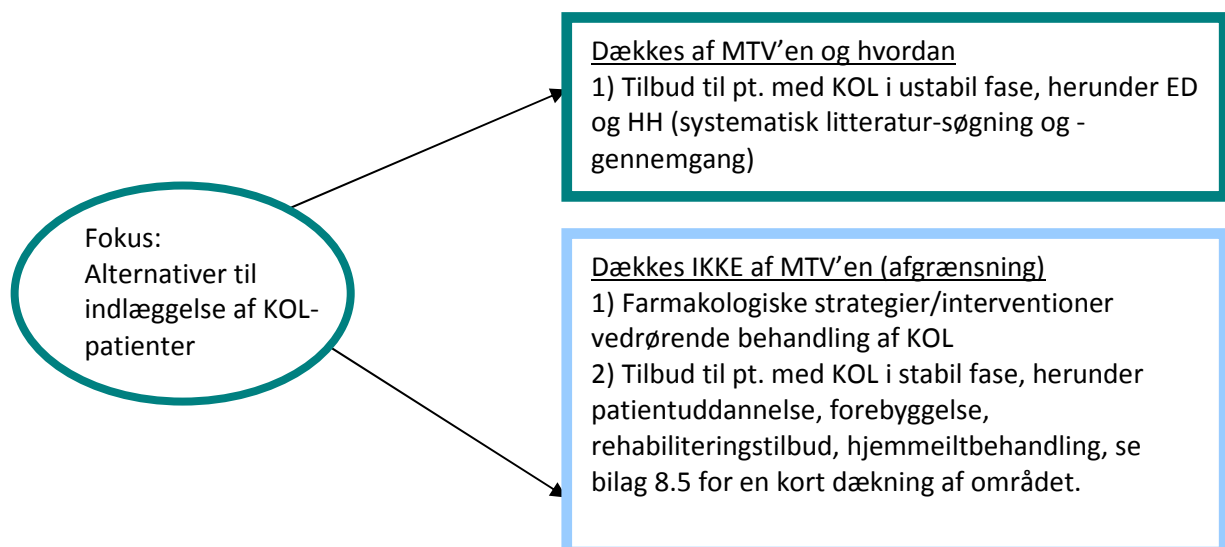 Fokus:
Alternativer til
indlæggelse af KOL-
patienter
Dækkes af MTV’en og hvordan
1) Tilbud til pt. med KOL i ustabil fase, herunder ED
og HH (systematisk litteratur-søgning og -
gennemgang)
Dækkes IKKE af MTV’en (afgrænsning)
1) Farmakologiske strategier/interventioner
vedrørende behandling af KOL
2) Tilbud til pt. med KOL i stabil fase, herunder
patientuddannelse, forebyggelse,
rehabiliteringstilbud, hjemmeiltbehandling, se
bilag 8.5 for en kort dækning af området.